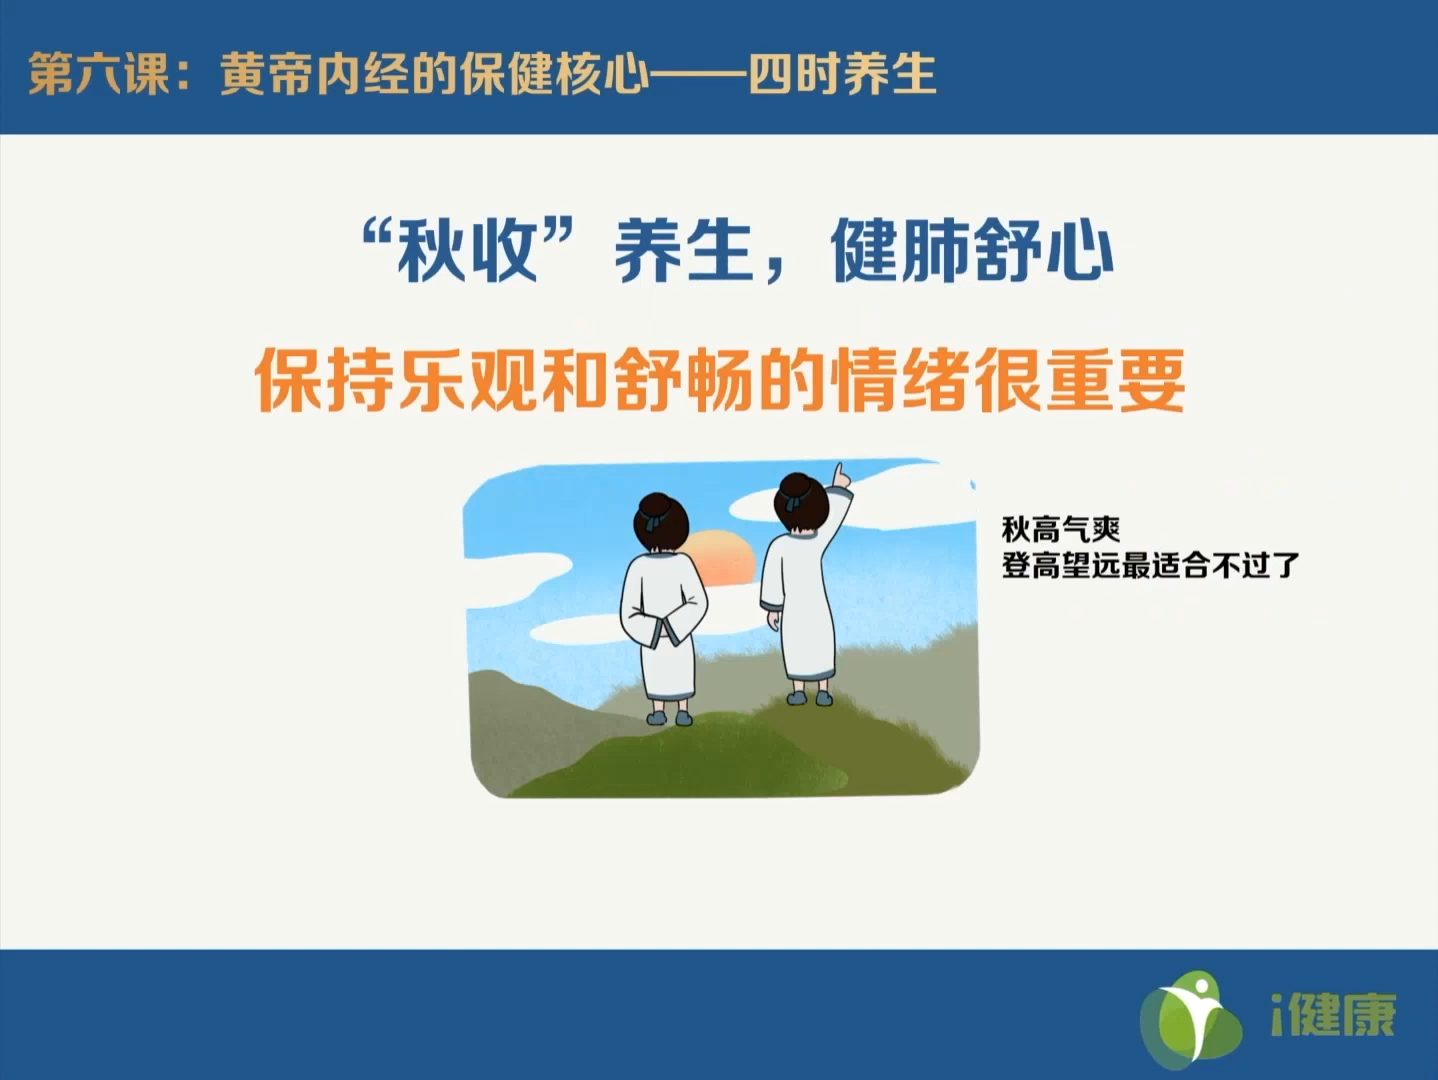 第六课：黄帝内经的保健核心——四时养生
“秋收”养生，健肺舒心
保持乐观和舒畅的情绪很重要
秋高气爽
登高望远最适合不过了
i健康